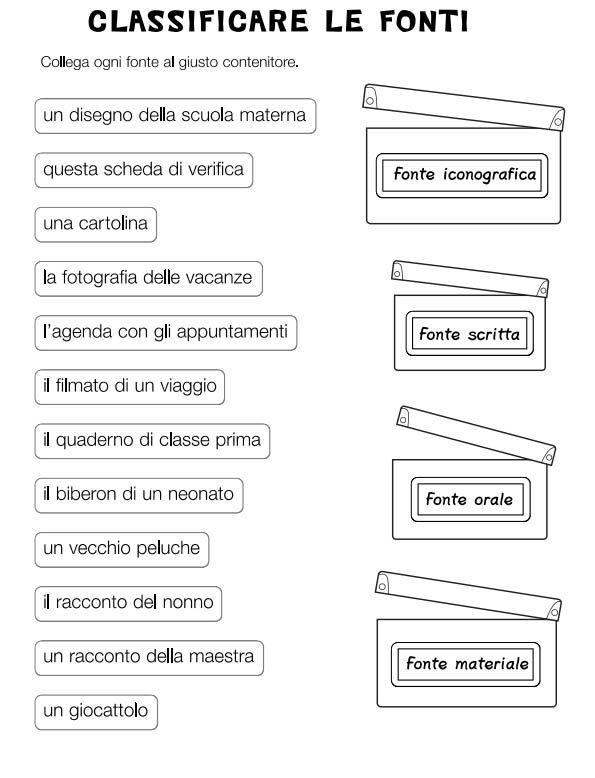 CLASSIFICARE LE FONTI
Collega ogni fonte al giusto contenitore.
un disegno della scuola materna
questa scheda di verifica
una cartolina
la fotografia delle vacanze
l'agenda con gli appuntamenti
il filmato di un viaggio
il quaderno di classe prima
il biberon di un neonato
un vecchio peluche
il racconto del nonno
un racconto della maestra
un giocattolo
Fonte iconografica
Fonte scritta
Fonte orale
Fonte materiale